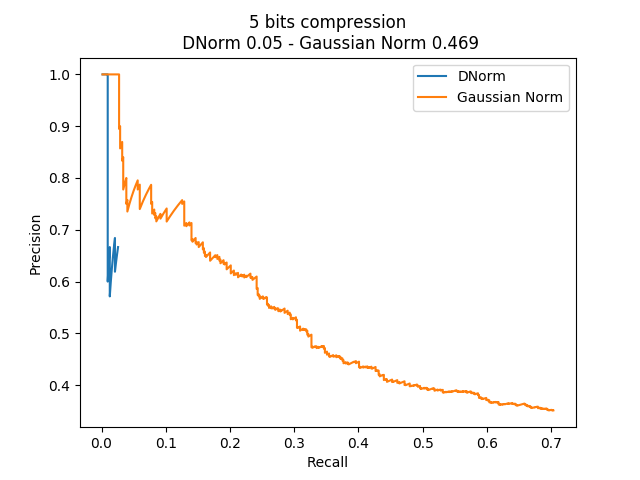 5 bits compression
DNorm 0.05 - Gaussian Norm 0.469
DNorm
Gaussian Norm
Precision
1.0
0.9
0.8
0.7
0.6
0.5
0.4
0.0 0.1 0.2 0.3 0.4 0.5 0.6 0.7
Recall